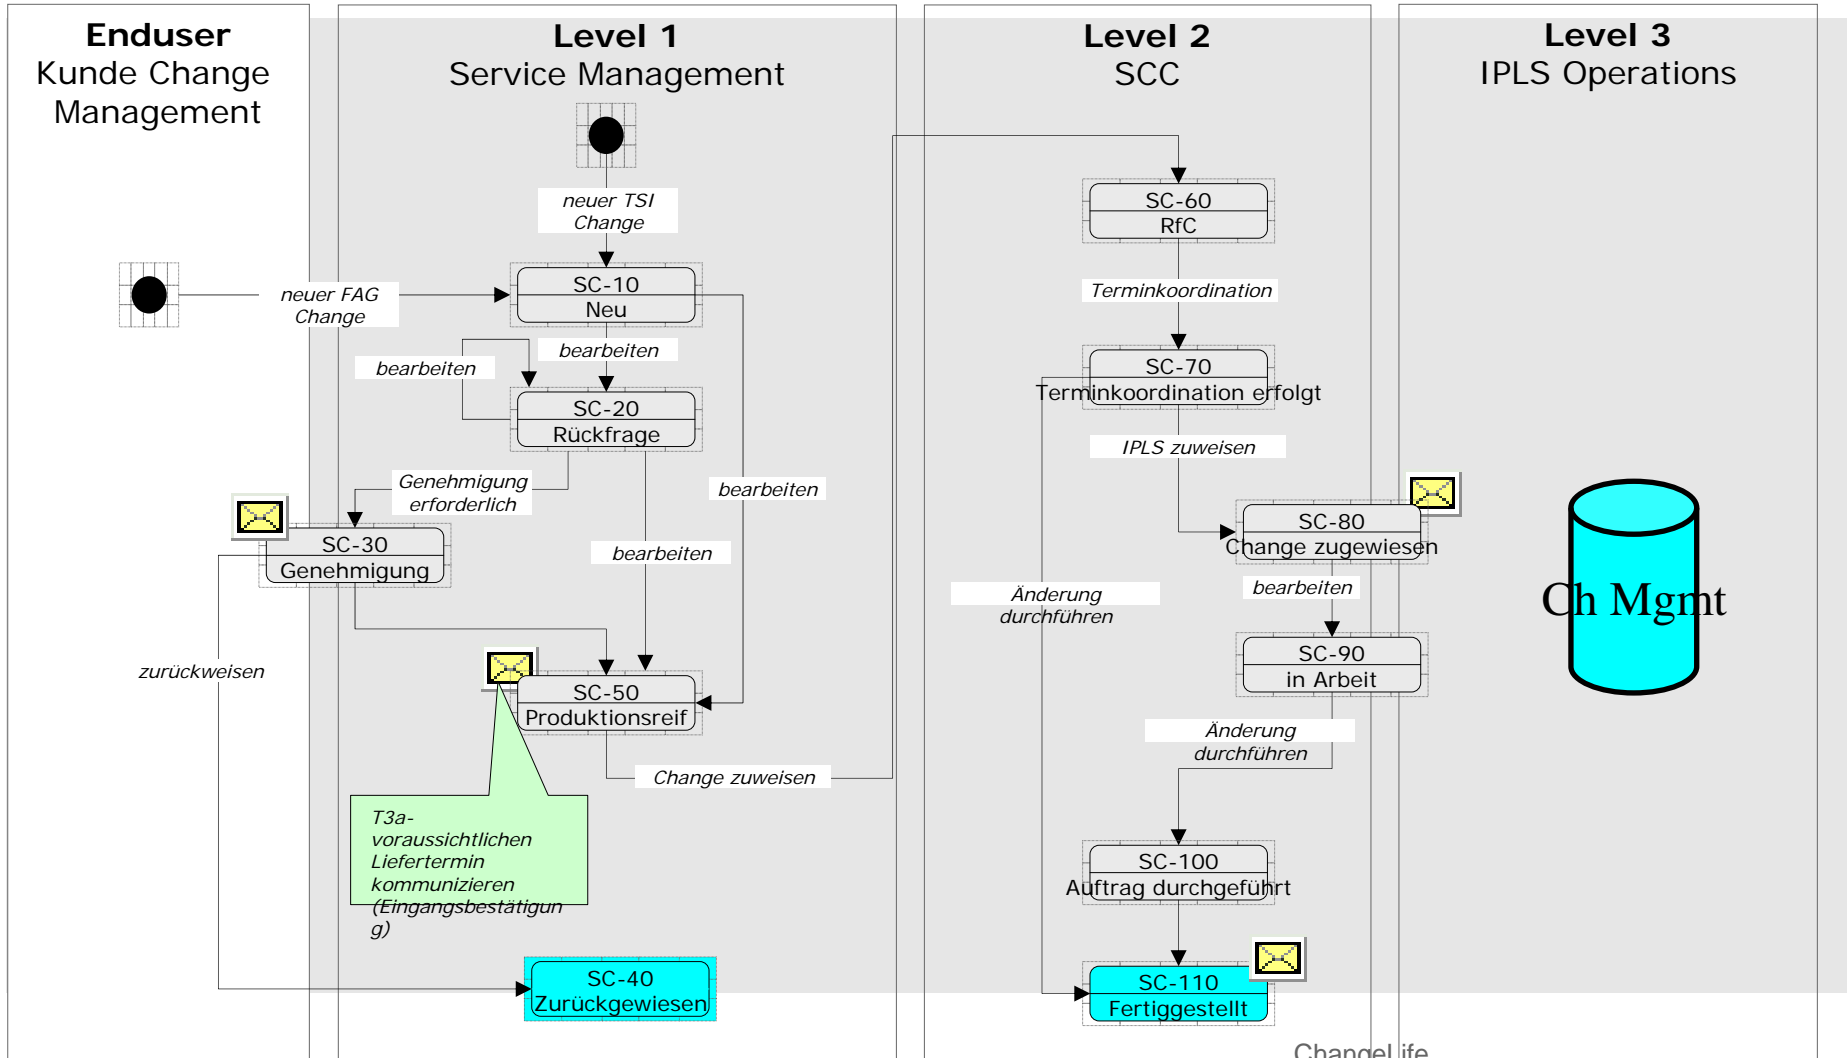 Enduser
Kunde Change
Management
Level 1
Service Management
Level 2
SCC
Level 3
IPLS Operations
neuer TSI
Change
neuer FAG
Change
SC-10
Neu
bearbeiten
bearbeiten
SC-20
Rückfrage
Genehmigung
erforderlich
bearbeiten
bearbeiten
SC-30
Genehmigung
zurückweisen
SC-50
Produktionsreif
Change zuweisen
T3a-
voraussichtlichen
Liefertermin
kommunizieren
(Eingangsbestätigun
g)
SC-40
Zurückgewiesen
SC-60
RfC
Terminkoordination
SC-70
Terminkoordination erfolgt
IPLS zuweisen
SC-80
Change zugewiesen
bearbeiten
Änderung
durchführen
SC-90
in Arbeit
Änderung
durchführen
SC-100
Auftrag durchgeführt
SC-110
Fertiggestellt
Ch Mgmt
ChangeLife